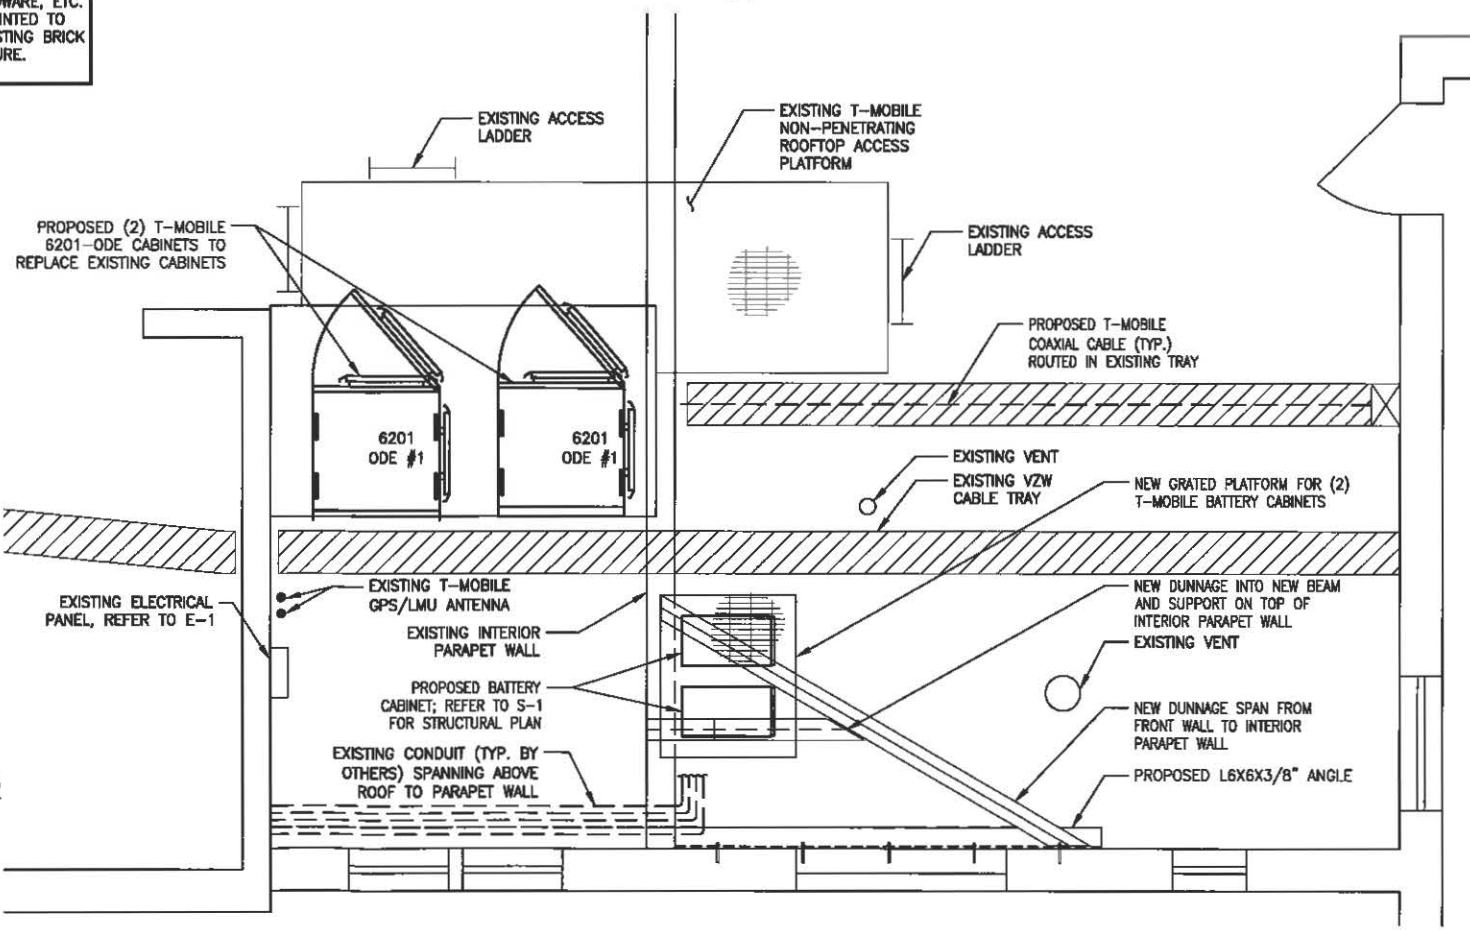 ETC.
TO
BRICK
EXISTING ACCESS
LADDER
EXISTING T-MOBILE
NON-PENETRATING
ROOFTOP ACCESS
PLATFORM
PROPOSED (2) T-MOBILE
6201-ODE CABINETS TO
REPLACE EXISTING CABINETS
EXISTING ACCESS
LADDER
PROPOSED T-MOBILE
COAXIAL CABLE (TYP.)
ROUTED IN EXISTING TRAY
6201
ODE #1
6201
ODE #1
EXISTING VENT
EXISTING VZW
CABLE TRAY
NEW GRATED PLATFORM FOR (2)
T-MOBILE BATTERY CABINETS
EXISTING T-MOBILE
GPS/LMU ANTENNA
EXISTING ELECTRICAL
PANEL, REFER TO E-1
EXISTING INTERIOR
PARAPET WALL
NEW DUNNAGE INTO NEW BEAM
AND SUPPORT ON TOP OF
INTERIOR PARAPET WALL
EXISTING VENT
PROPOSED BATTERY
CABINET; REFER TO S-1
FOR STRUCTURAL PLAN
NEW DUNNAGE SPAN FROM
FRONT WALL TO INTERIOR
PARAPET WALL
EXISTING CONDUIT (TYP. BY
OTHERS) SPANNING ABOVE
ROOF TO PARAPET WALL
PROPOSED L6X6X3/8" ANGLE